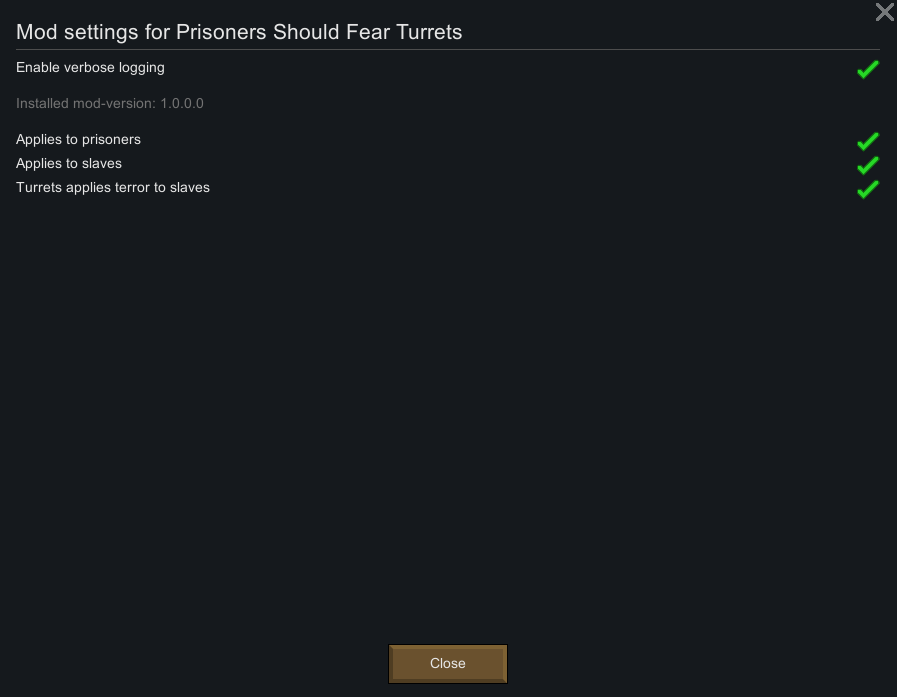 Mod settings for Prisoners Should Fear Turrets
Enable verbose logging
Installed mod-version: 1.0.0.0
Applies to prisoners
Applies to slaves
Turrets applies terror to slaves
Close